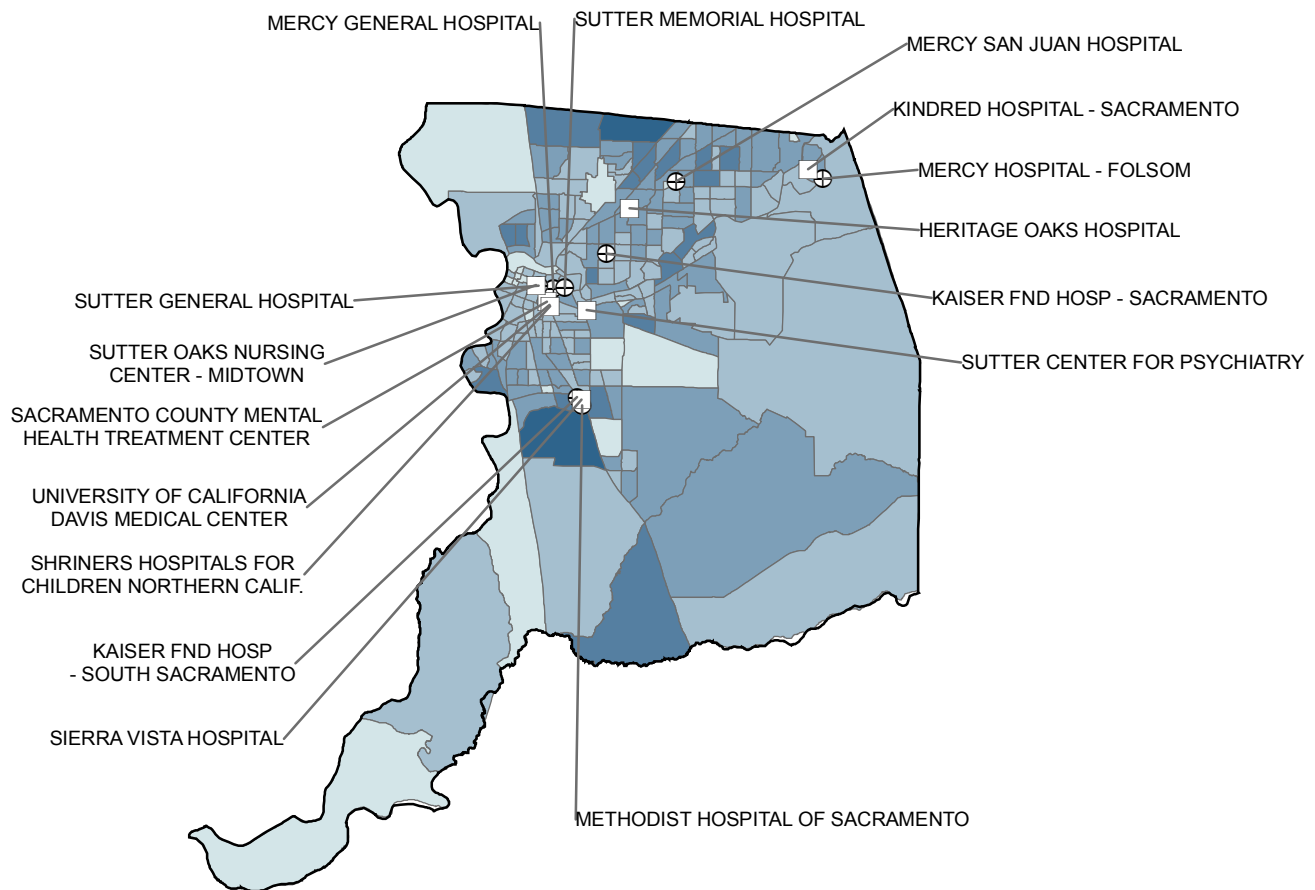 MERCY GENERAL HOSPITAL
SUTTER MEMORIAL HOSPITAL
MERCY SAN JUAN HOSPITAL
KINDRED HOSPITAL - SACRAMENTO
MERCY HOSPITAL - FOLSOM
HERITAGE OAKS HOSPITAL
KAISER FND HOSP - SACRAMENTO
SUTTER CENTER FOR PSYCHIATRY
SUTTER GENERAL HOSPITAL
SUTTER OAKS NURSING
CENTER - MIDTOWN
SACRAMENTO COUNTY MENTAL
HEALTH TREATMENT CENTER
UNIVERSITY OF CALIFORNIA
DAVIS MEDICAL CENTER
SHRINERS HOSPITALS FOR
CHILDREN NORTHERN CALIF.
KAISER FND HOSP
- SOUTH SACRAMENTO
SIERRA VISTA HOSPITAL
METHODIST HOSPITAL OF SACRAMENTO